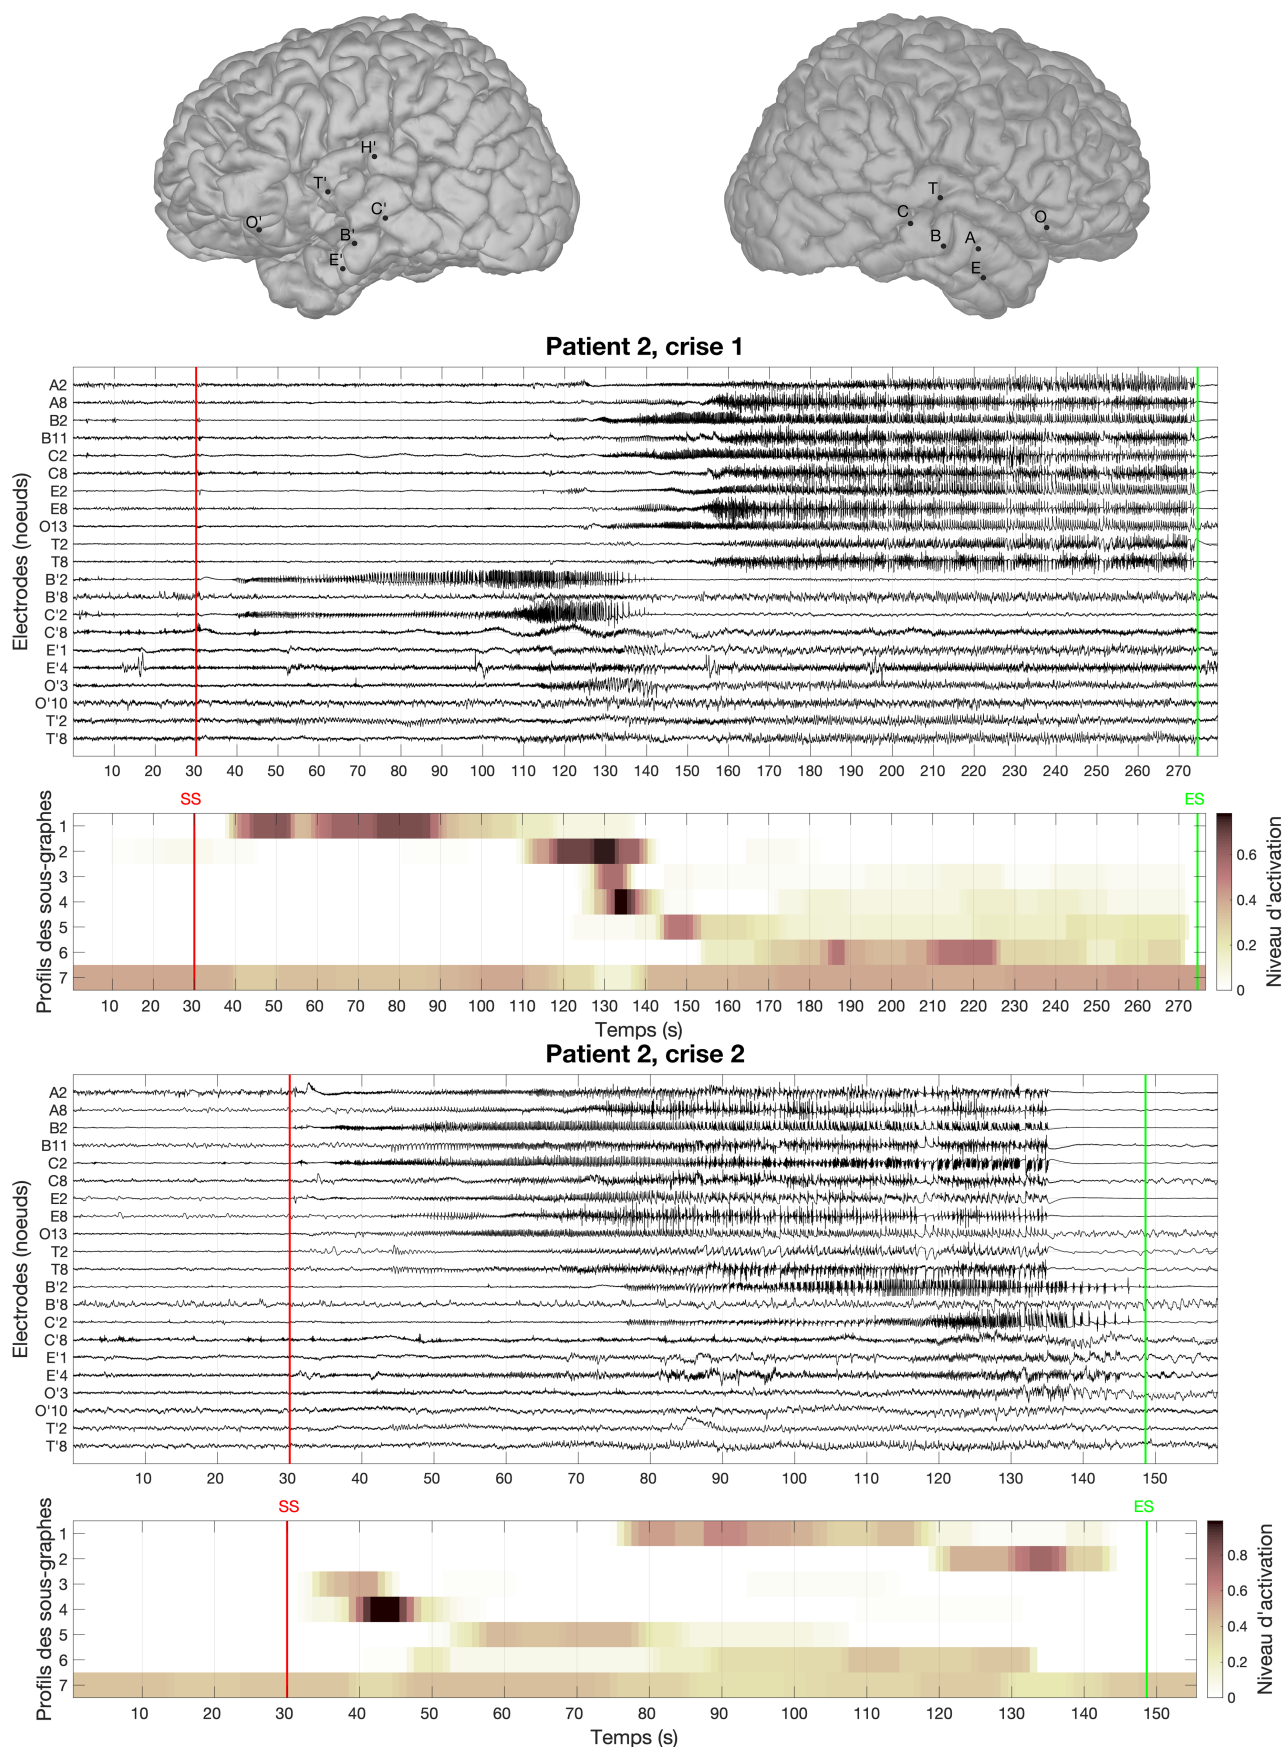 H'
T'
C'
O'
B'
E'
T
C
O
B
A
E
Patient 2, crise 1
Electrodes (noeuds)
A2
A8
B2
B11
C2
C8
E2
E8
O13
T2
T8
B'2
B'8
C'2
C'8
E'1
E'4
O'3
O'10
T'2
T'8
10 20 30 40 50 60 70 80 90 100 110 120 130 140 150 160 170 180 190 200 210 220 230 240 250 260 270
SS ES
Profils des sous-graphes
1
2
3
4
5
6
7
10 20 30 40 50 60 70 80 90 100 110 120 130 140 150 160 170 180 190 200 210 220 230 240 250 260 270
Temps (s)
0.6
0.4
0.2
0
Niveau d'activation
Patient 2, crise 2
Electrodes (noeuds)
A2
A8
B2
B11
C2
C8
E2
E8
O13
T2
T8
B'2
B'8
C'2
C'8
E'1
E'4
O'3
O'10
T'2
T'8
10 20 30 40 50 60 70 80 90 100 110 120 130 140 150
SS ES
Profils des sous-graphes
1
2
3
4
5
6
7
10 20 30 40 50 60 70 80 90 100 110 120 130 140 150
Temps (s)
0.8
0.6
0.4
0.2
0
Niveau d'activation